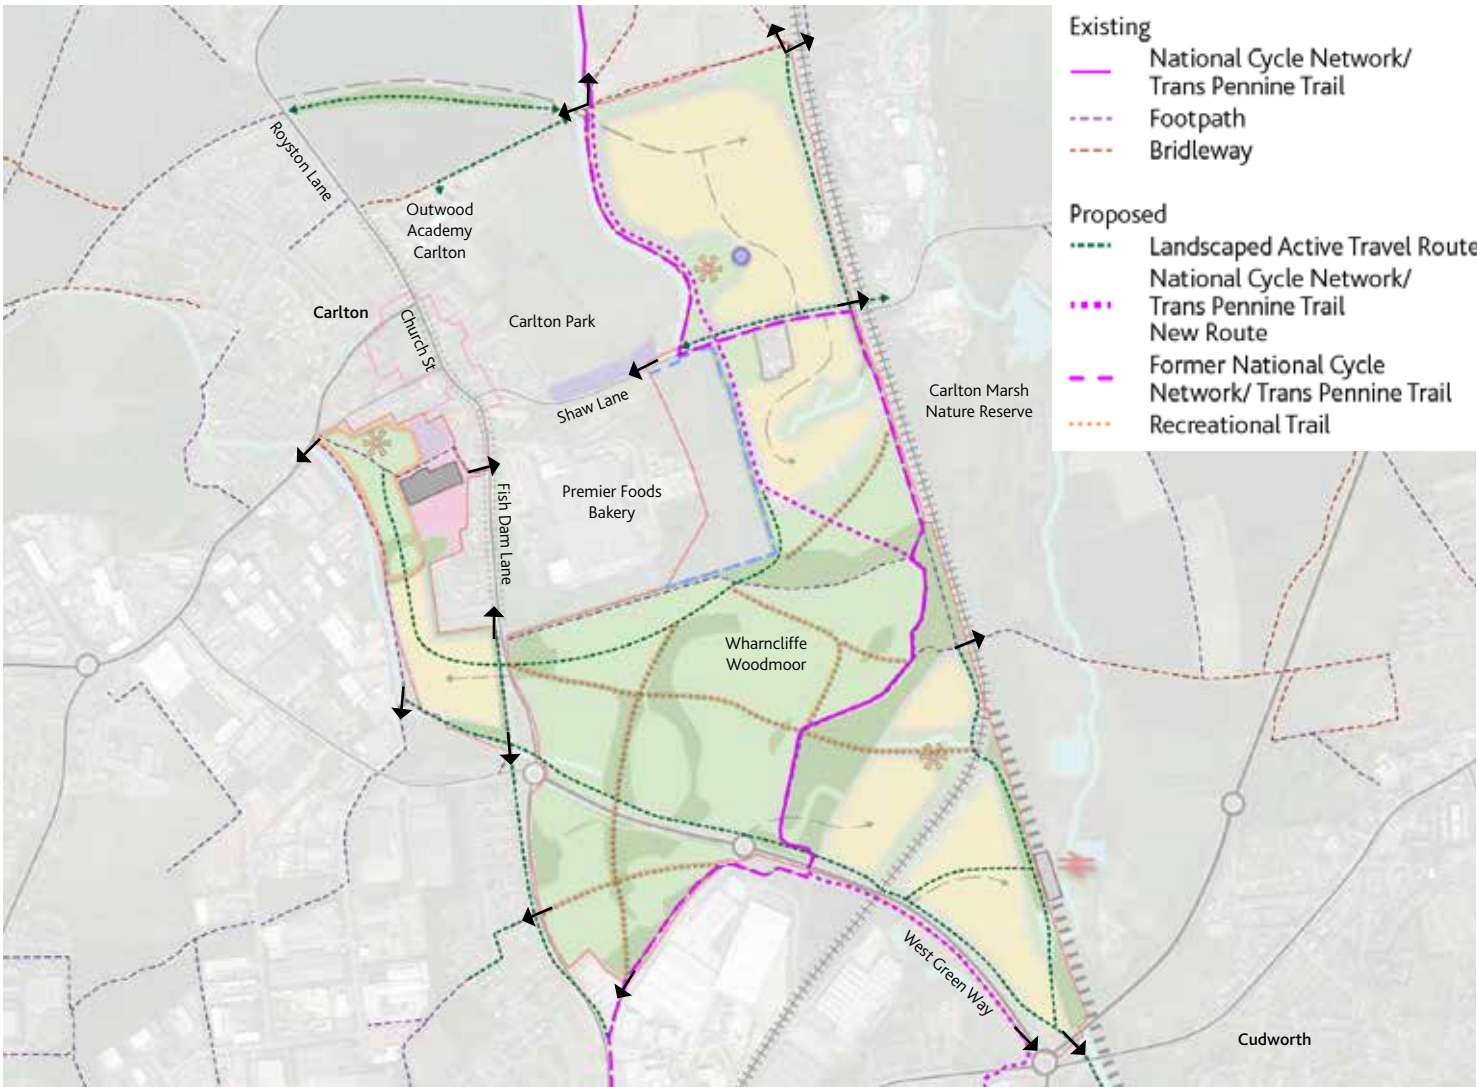 Existing
National Cycle Network/
Trans Pennine Trail
Footpath
Bridleway
Proposed
Landscaped Active Travel Route
National Cycle Network/
Trans Pennine Trail
New Route
Former National Cycle
Network/ Trans Pennine Trail
Recreational Trail
Royston Lane
Outwood
Academy
Carlton
Carlton
Church St
Carlton Park
Shaw Lane
Carlton Marsh
Nature Reserve
Premier Foods
Bakery
Fish Dam Lane
Wharncliffe
Woodmoor
West Green Way
Cudworth